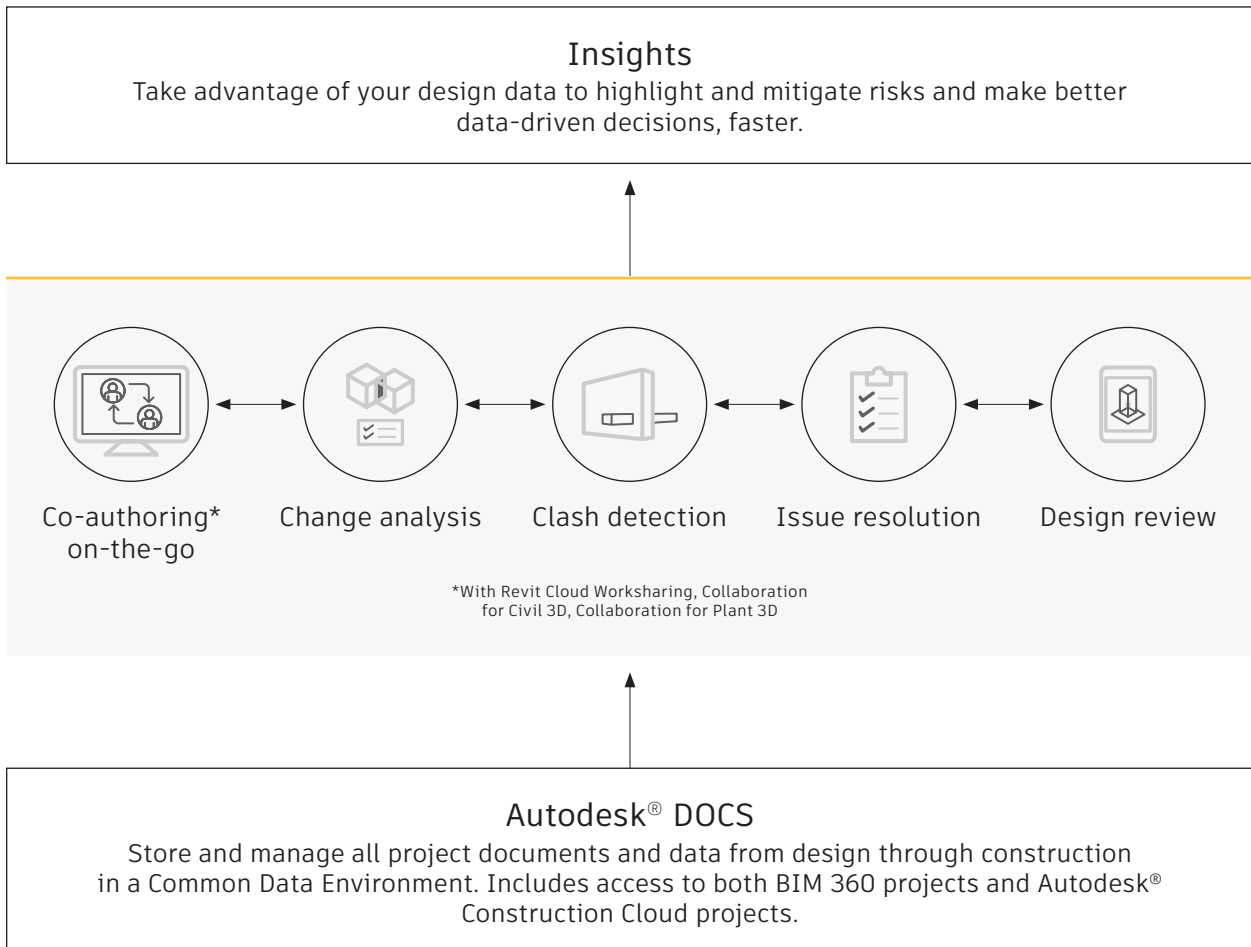 Insights
Take advantage of your design data to highlight and mitigate risks and make better
data-driven decisions, faster.
Co-authoring*
on-the-go
Change analysis
Clash detection
Issue resolution
Design review
*With Revit Cloud Worksharing, Collaboration
for Civil 3D, Collaboration for Plant 3D
Autodesk® DOCS
Store and manage all project documents and data from design through construction
in a Common Data Environment. Includes access to both BIM 360 projects and Autodesk®
Construction Cloud projects.